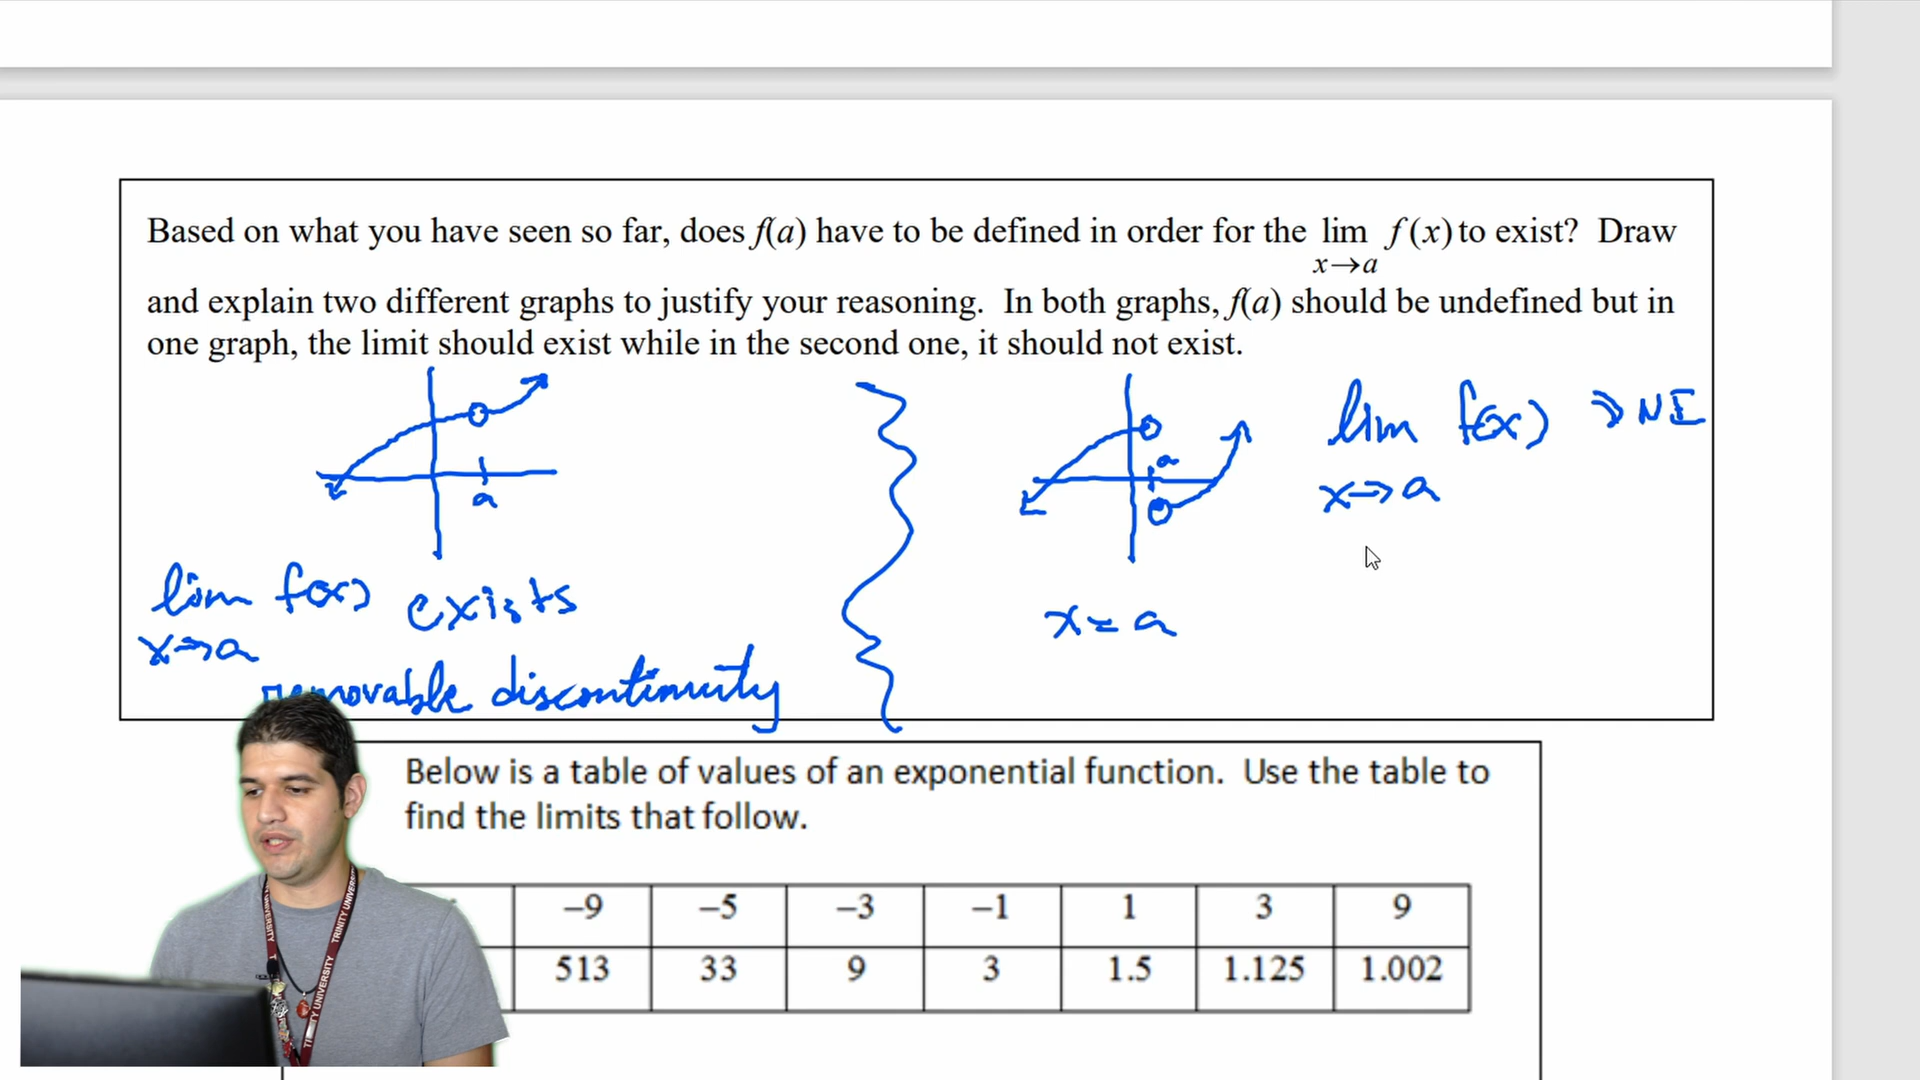 Based on what you have seen so far, does f(a) have to be defined in order for the lim f(x) to exist? Draw
x→a
and explain two different graphs to justify your reasoning. In both graphs, f(a) should be undefined but in
one graph, the limit should exist while in the second one, it should not exist.
a
a
lim f(x) DNE
x→a
lim f(x) exists
x→a
x = a
removable discontinuity
Below is a table of values of an exponential function. Use the table to
find the limits that follow.
–9 –5 –3 –1 1 3 9
513 33 9 3 1.5 1.125 1.002
TRINITY UNIVERSITY